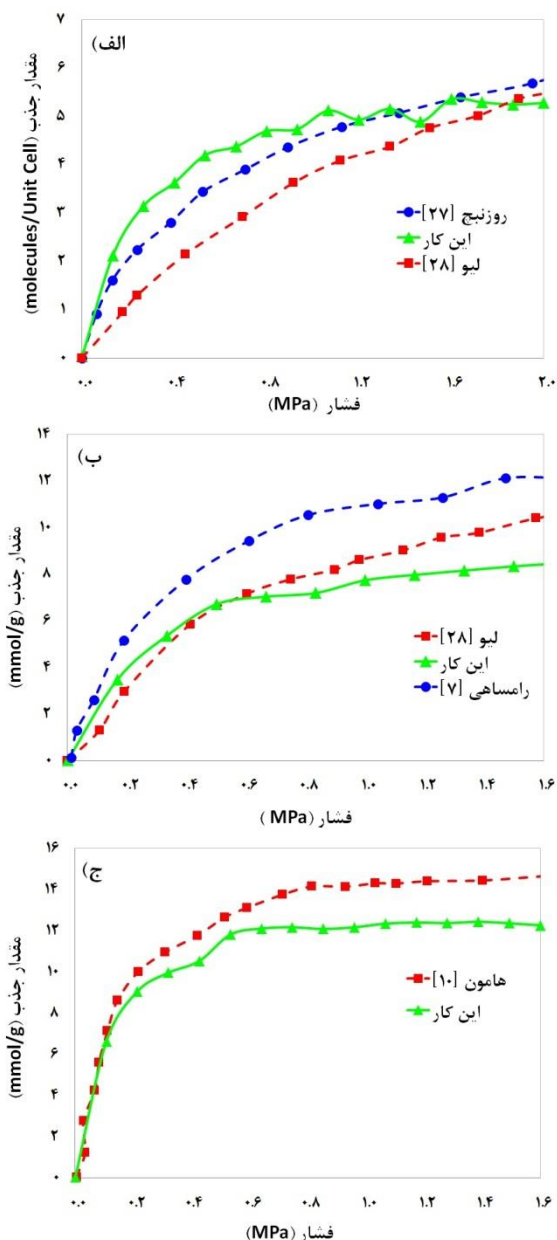 الف)
مقدار جذب (molecules/Unit Cell)
۷
۶
۵
۴
۳
۲
۱
۰
روزنیچ [۲۷]
این کار
لیو [۲۸]
۰.۰ ۰.۴ ۰.۸ ۱.۲ ۱.۶ ۲.۰
فشار (MPa)
ب)
مقدار جذب (mmol/g)
۱۴
۱۲
۱۰
۸
۶
۴
۲
۰
لیو [۲۸]
این کار
رامساهی [۷]
۰.۰ ۰.۲ ۰.۴ ۰.۶ ۰.۸ ۱.۰ ۱.۲ ۱.۴ ۱.۶
فشار (MPa )
ج)
مقدار جذب (mmol/g)
۱۶
۱۴
۱۲
۱۰
۸
۶
۴
۲
۰
هامون [۱۰]
این کار
۰.۰ ۰.۲ ۰.۴ ۰.۶ ۰.۸ ۱.۰ ۱.۲ ۱.۴ ۱.۶
فشار (MPa)